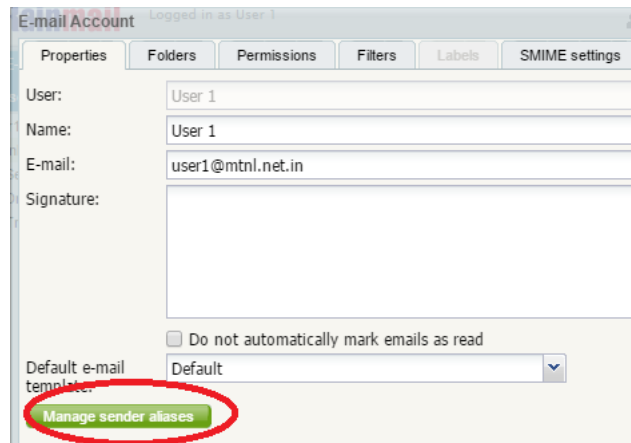 Logged in as User 1
E-mail Account
Properties Folders Permissions Filters Labels SMIME settings
User: User 1
Name: User 1
E-mail: user1@mtnl.net.in
Signature:
Do not automatically mark emails as read
Default e-mail template: Default
Manage sender aliases